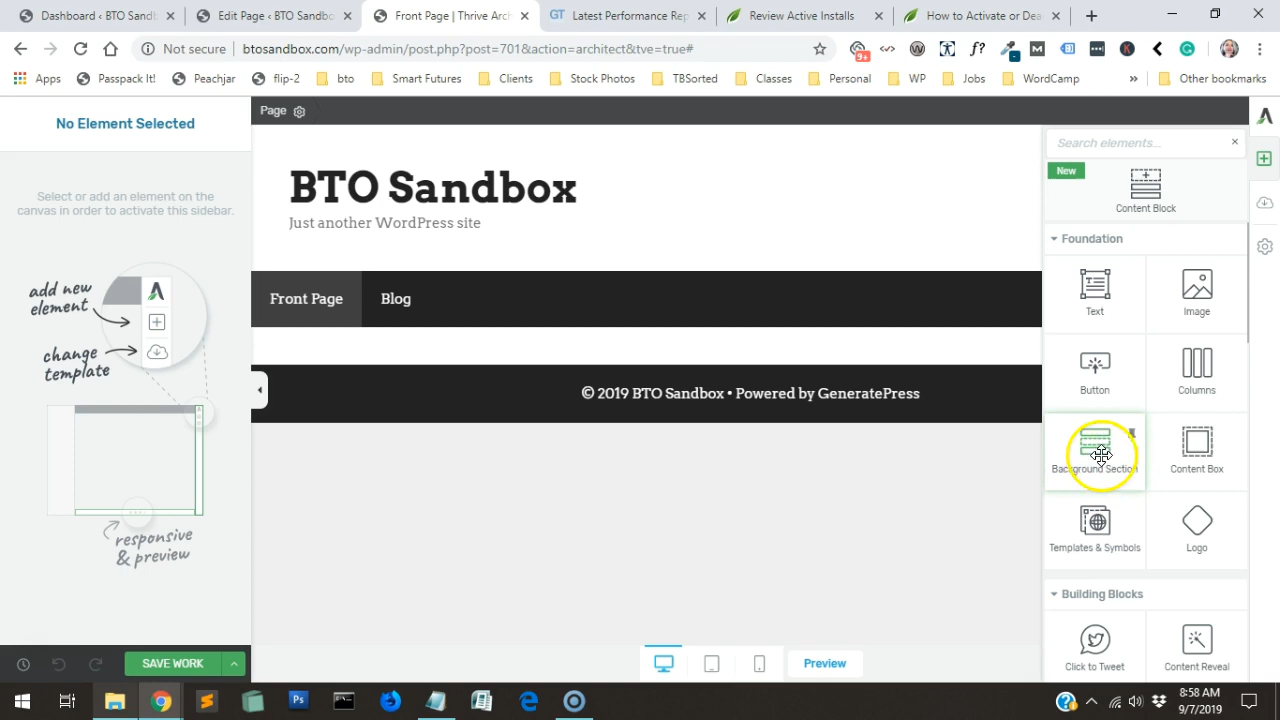 Dashboard ‹ BTO Sandb
Edit Page ‹ BTO Sandbo
Front Page | Thrive Arch
GT Latest Performance Rep
Review Active Installs
How to Activate or Dea
Not secure | btosandbox.com/wp-admin/post.php?post=701&action=architect&tve=true#
9+
Apps
Passpack It!
Peachjar
flip-2
bto
Smart Futures
Clients
Stock Photos
TBSorted
Classes
Personal
WP
Jobs
WordCamp
»
Other bookmarks
No Element Selected
Select or add an element on the
canvas in order to activate this sidebar.
add new
element
change
template
responsive
& preview
SAVE WORK
Page
BTO Sandbox
Just another WordPress site
Front Page
Blog
© 2019 BTO Sandbox • Powered by GeneratePress
Preview
Search elements...
New
Content Block
Foundation
Text
Image
Button
Columns
Background Section
Content Box
Templates & Symbols
Logo
Building Blocks
Click to Tweet
Content Reveal
8:58 AM
9/7/2019